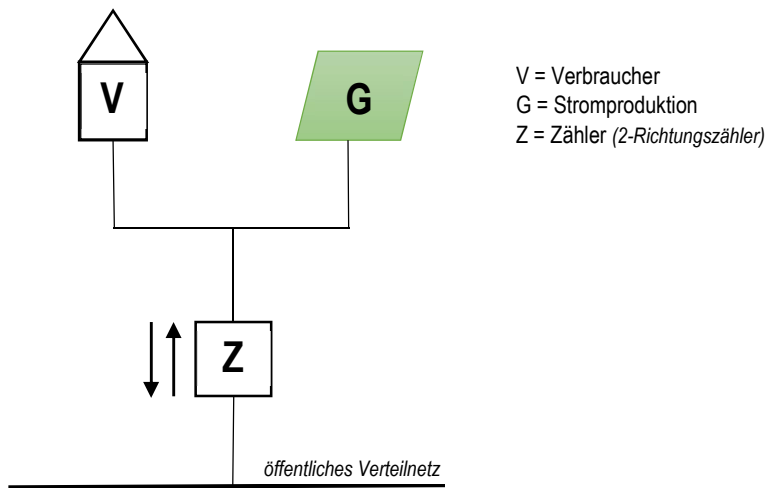 V
G
V = Verbraucher
G = Stromproduktion
Z = Zähler (2-Richtungszähler)
Z
öffentliches Verteilnetz